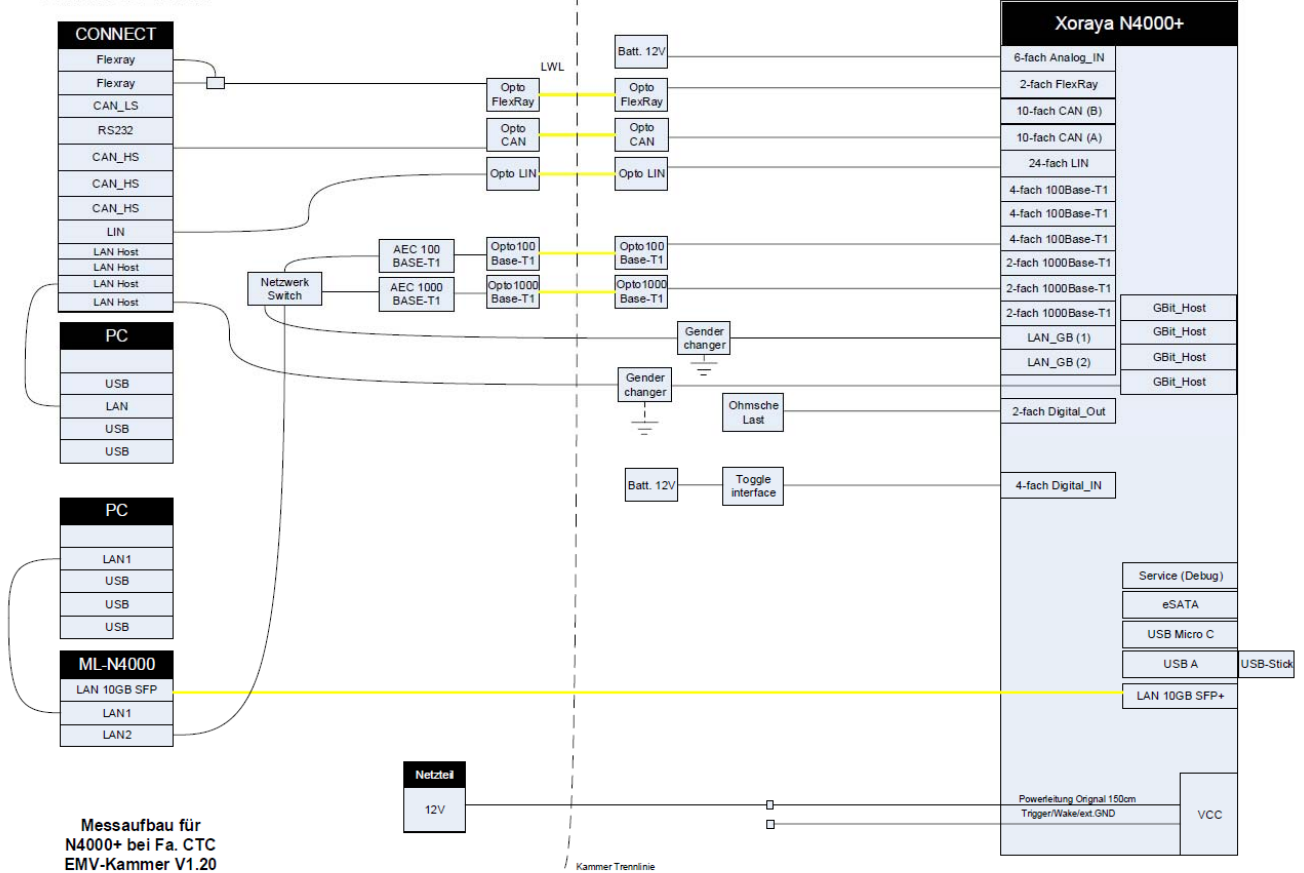 CONNECT
Flexray
Flexray
CAN_LS
RS232
CAN_HS
CAN_HS
CAN_HS
LIN
LAN Host
LAN Host
LAN Host
LAN Host
PC
USB
LAN
USB
USB
PC
LAN1
USB
USB
USB
ML-N4000
LAN 10GB SFP
LAN1
LAN2
Messaufbau für
N4000+ bei Fa. CTC
EMV-Kammer V1.20
Netzwerk
Switch
AEC 100
BASE-T1
AEC 1000
BASE-T1
LWL
Opto
FlexRay
Opto
CAN
Opto LIN
Opto100
Base-T1
Opto1000
Base-T1
Batt. 12V
Opto
FlexRay
Opto
CAN
Opto LIN
Opto100
Base-T1
Opto1000
Base-T1
Gender
changer
Gender
changer
Ohmsche
Last
Batt. 12V
Toggle
interface
Netzteil
12V
Kammer Trennlinie
Xoraya N4000+
6-fach Analog_IN
2-fach FlexRay
10-fach CAN (B)
10-fach CAN (A)
24-fach LIN
4-fach 100Base-T1
4-fach 100Base-T1
4-fach 100Base-T1
2-fach 1000Base-T1
2-fach 1000Base-T1
2-fach 1000Base-T1
LAN_GB (1)
LAN_GB (2)
GBit_Host
GBit_Host
GBit_Host
GBit_Host
2-fach Digital_Out
4-fach Digital_IN
Service (Debug)
eSATA
USB Micro C
USB A
USB-Stick
LAN 10GB SFP+
Powerleitung Orignal 150cm
Trigger/Wake/ext.GND
VCC